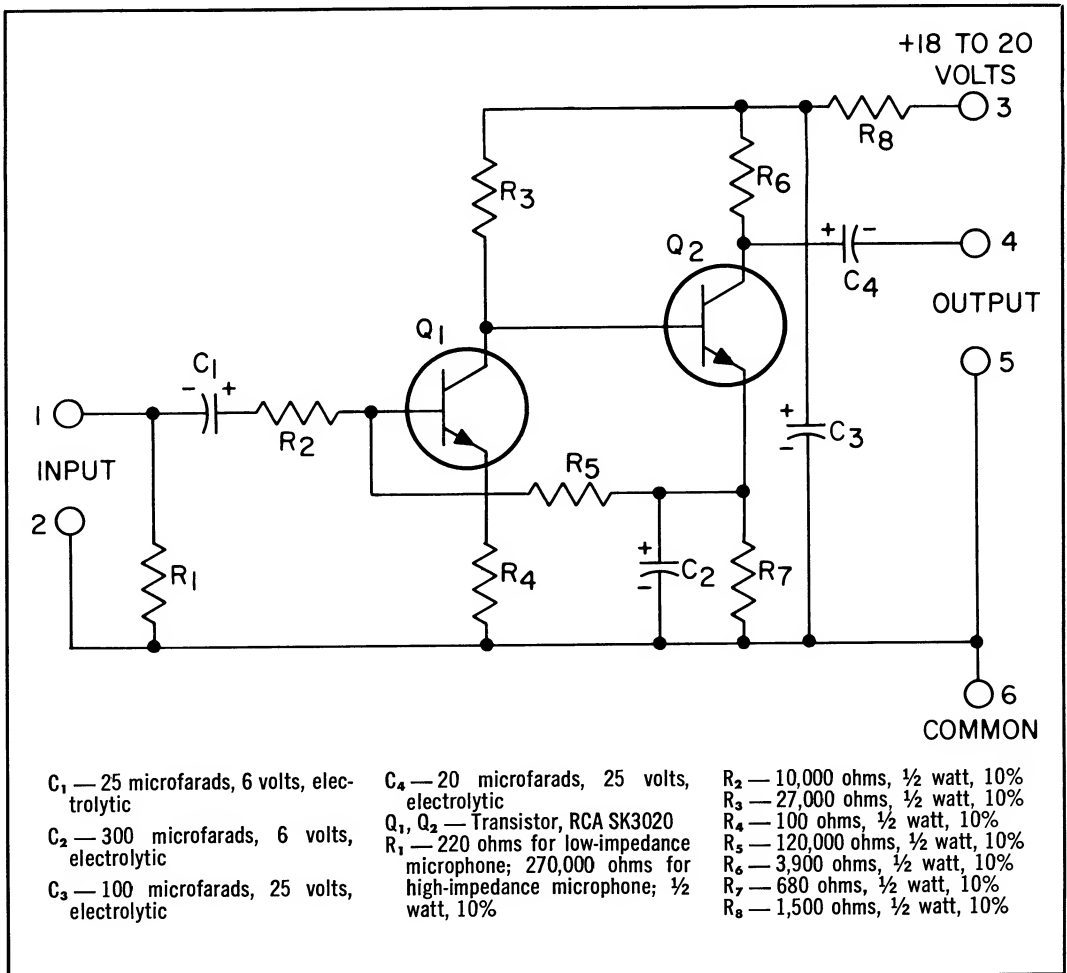 +18 TO 20
VOLTS
3
R8
R3
R6
+ -
4
Q2
C4
OUTPUT
Q1
5
C1
- +
1
R2
+
C3
-
INPUT
R5
2
+
C2
-
R1
R4
R7
6
COMMON
C₁ — 25 microfarads, 6 volts, elec-
trolytic
C₂ — 300 microfarads, 6 volts,
electrolytic
C₃ — 100 microfarads, 25 volts,
electrolytic
C₄ — 20 microfarads, 25 volts,
electrolytic
Q₁, Q₂ — Transistor, RCA SK3020
R₁ — 220 ohms for low-impedance
microphone; 270,000 ohms for
high-impedance microphone; ½
watt, 10%
R₂ — 10,000 ohms, ½ watt, 10%
R₃ — 27,000 ohms, ½ watt, 10%
R₄ — 100 ohms, ½ watt, 10%
R₅ — 120,000 ohms, ½ watt, 10%
R₆ — 3,900 ohms, ½ watt, 10%
R₇ — 680 ohms, ½ watt, 10%
R₈ — 1,500 ohms, ½ watt, 10%